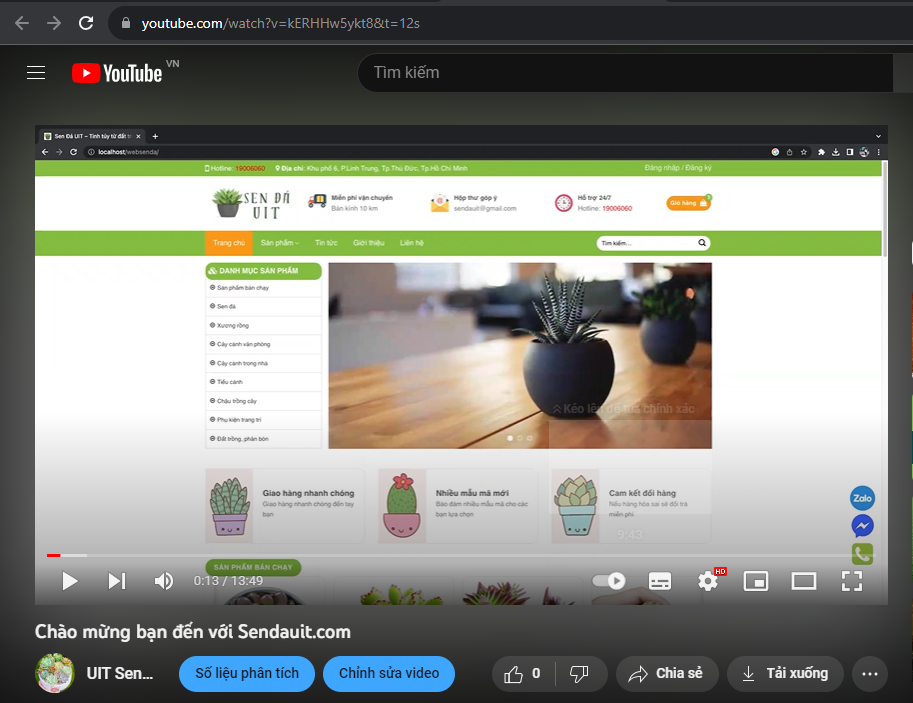 youtube.com/watch?v=kERHHw5ykt8&t=12s
YouTube VN
Tìm kiếm
Sen Đá UIT – Tinh túy từ đất tr
localhost/websenda/
Hotline: 19006060 Địa chỉ: Khu phố 6, P.Linh Trung, Tp.Thủ Đức, Tp.Hồ Chí Minh Đăng nhập / Đăng ký
SEN ĐÁ
UIT
Miễn phí vận chuyển
Bán kính 10 km
Hộp thư góp ý
sendauit@gmail.com
Hỗ trợ 24/7
Hotline: 19006060
Giỏ hàng
Trang chủ Sản phẩm Tin tức Giới thiệu Liên hệ Tìm kiếm...
DANH MỤC SẢN PHẨM
Sản phẩm bán chạy
Sen đá
Xương rồng
Cây cảnh văn phòng
Cây cảnh trong nhà
Tiểu cảnh
Chậu trồng cây
Phụ kiện trang trí
Đất trồng, phân bón
Kéo lên để tua chính xác
Giao hàng nhanh chóng
Giao hàng nhanh chóng đến tay
bạn
Nhiều mẫu mã mới
Bảo đảm nhiều mẫu mã cho các
bạn lựa chọn
Cam kết đổi hàng
Nếu hàng hóa sai sẽ đổi trả
miễn phí
9:43
Zalo
SẢN PHẨM BÁN CHẠY
0:13 / 13:49
HD
Chào mừng bạn đến với Sendauit.com
UIT Sen...
Số liệu phân tích
Chỉnh sửa video
0
Chia sẻ
Tải xuống